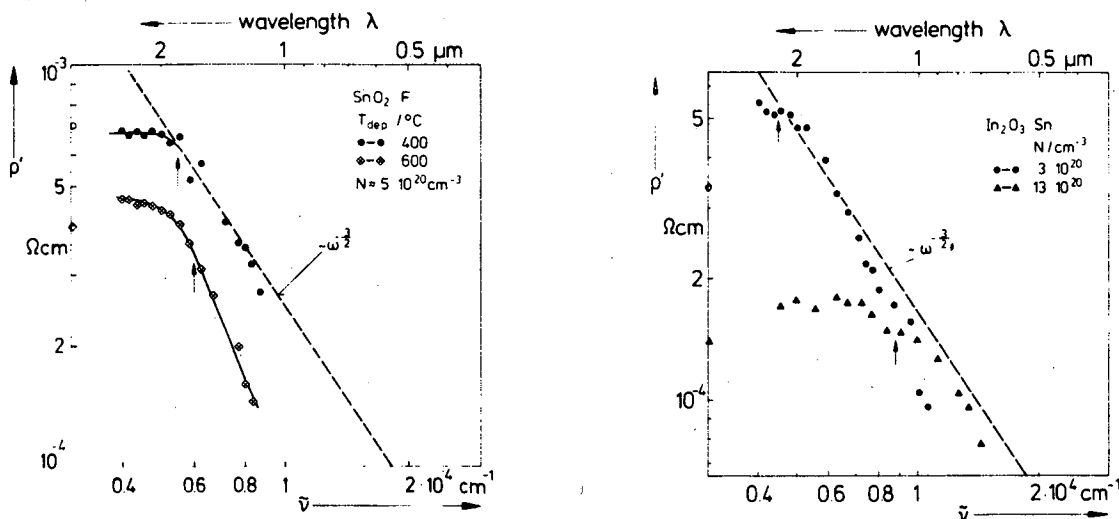 wavelength λ
2 1 0.5 µm
10⁻³
SnO₂ F
T_dep /°C
400
600
N ≈ 5 10²⁰cm⁻³
ρ'
5
Ωcm
~ω^-3/2
2
10⁻⁴
0.4 0.6 0.8 1 2·10⁴ cm⁻¹
ν̃
wavelength λ
2 1 0.5 µm
5
In₂O₃ Sn
N/cm⁻³
3 10²⁰
13 10²⁰
ρ'
Ωcm
~ω^-3/2
2
10⁻⁴
0.4 0.6 0.8 1 2·10⁴ cm⁻¹
ν̃